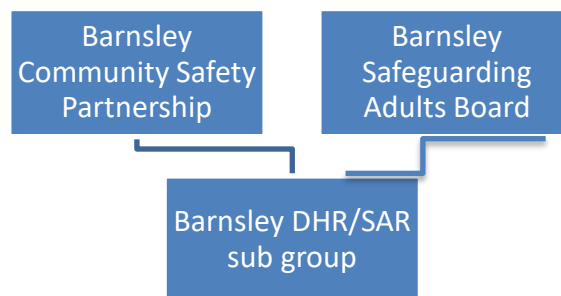 Barnsley
Community Safety
Partnership
Barnsley
Safeguarding
Adults Board
Barnsley DHR/SAR
sub group